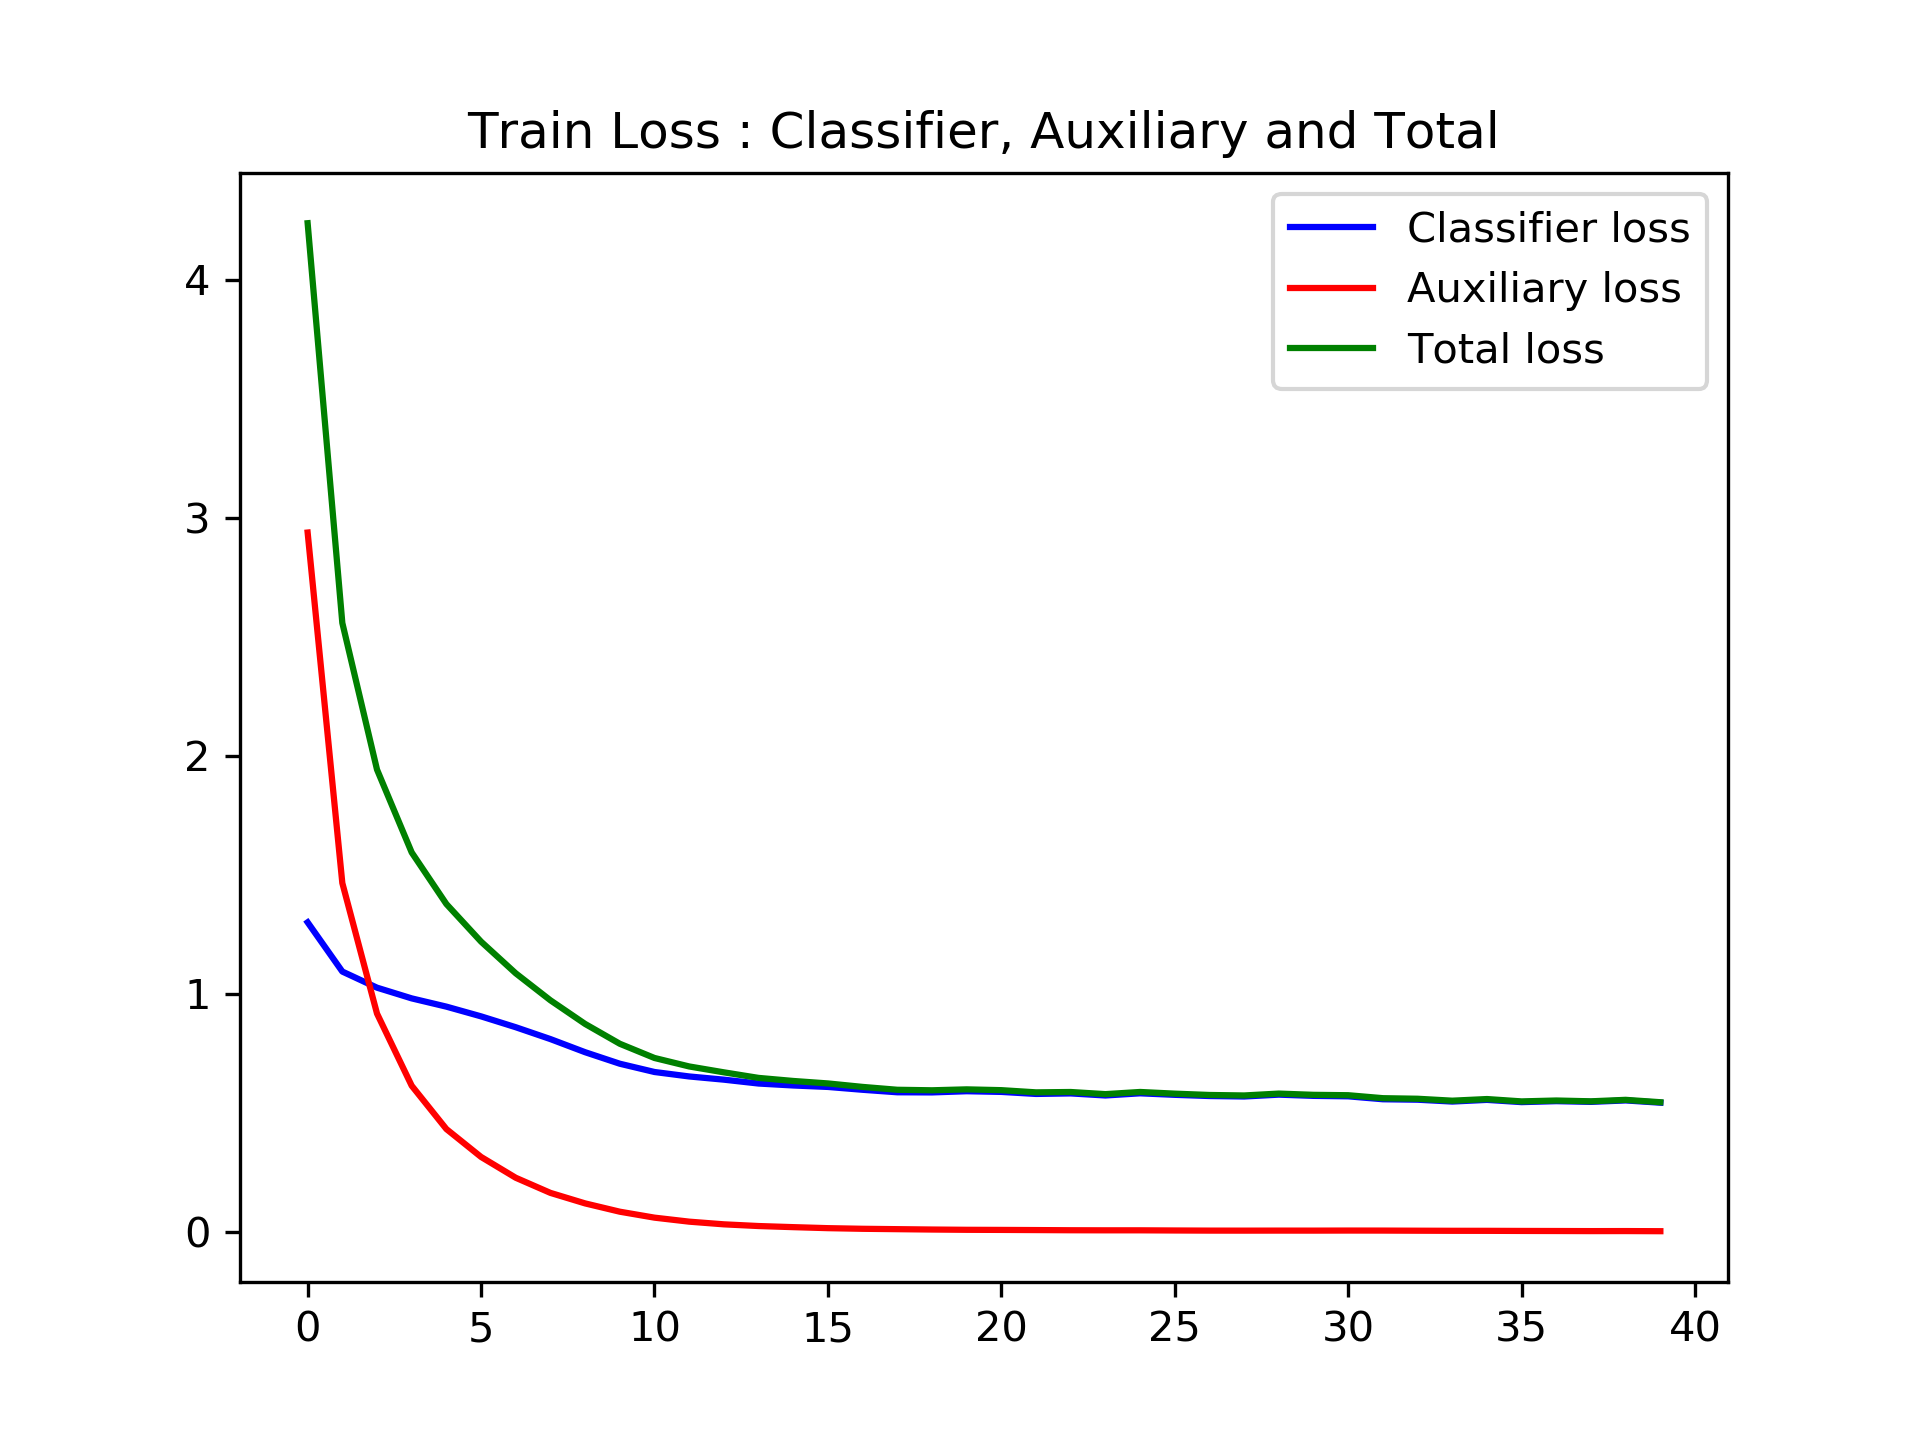 Train Loss : Classifier, Auxiliary and Total
Classifier loss
Auxiliary loss
Total loss
4
3
2
1
0
0 5 10 15 20 25 30 35 40